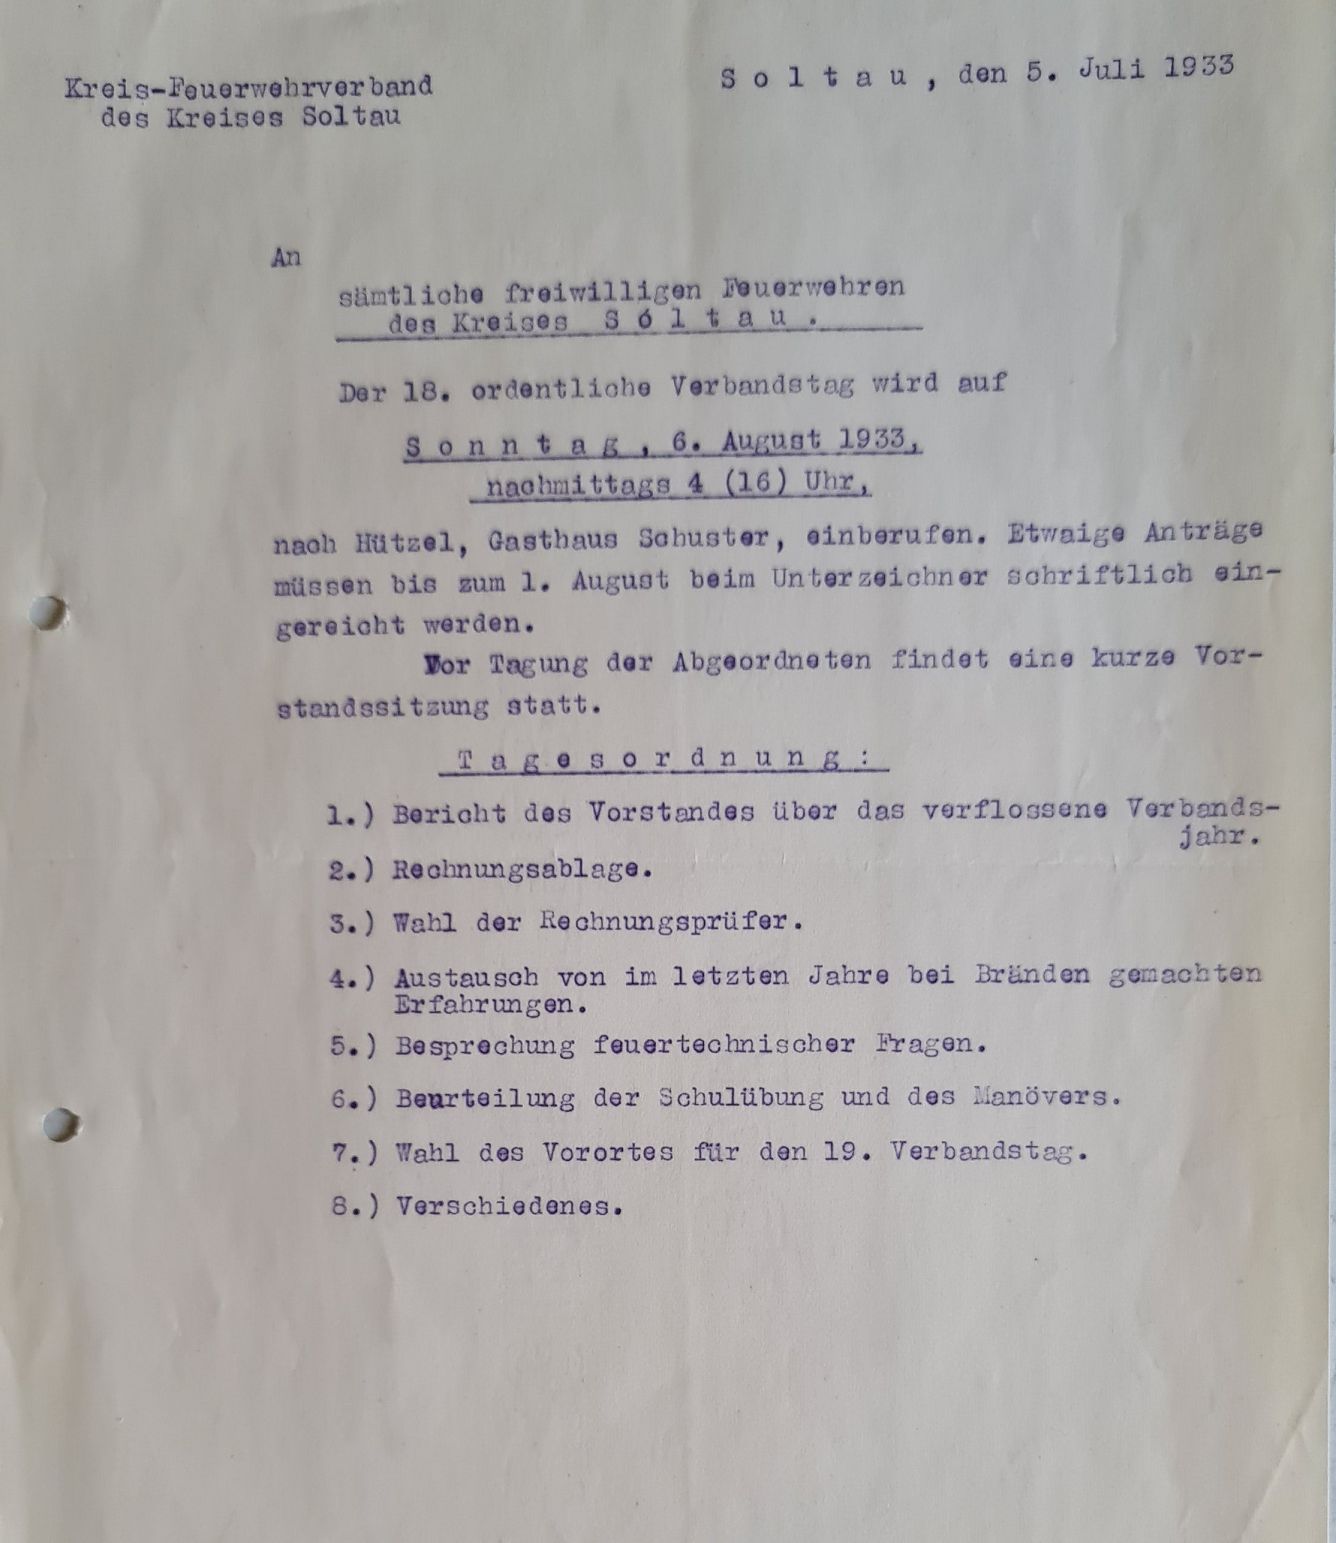 Kreis-Feuerwehrverband
des Kreises Soltau
S o l t a u , den 5. Juli 1933
An
sämtliche freiwilligen Feuerwehren
des Kreises S o l t a u .
Der 18. ordentliche Verbandstag wird auf
S o n n t a g , 6. August 1933,
nachmittags 4 (16) Uhr,
nach Hützel, Gasthaus Schuster, einberufen. Etwaige Anträge
müssen bis zum 1. August beim Unterzeichner schriftlich ein-
gereicht werden.
Vor Tagung der Abgeordneten findet eine kurze Vor-
standssitzung statt.
T a g e s o r d n u n g :
1.) Bericht des Vorstandes über das verflossene Verbands-
jahr.
2.) Rechnungsablage.
3.) Wahl der Rechnungsprüfer.
4.) Austausch von im letzten Jahre bei Bränden gemachten
Erfahrungen.
5.) Besprechung feuertechnischer Fragen.
6.) Beurteilung der Schulübung und des Manövers.
7.) Wahl des Vorortes für den 19. Verbandstag.
8.) Verschiedenes.